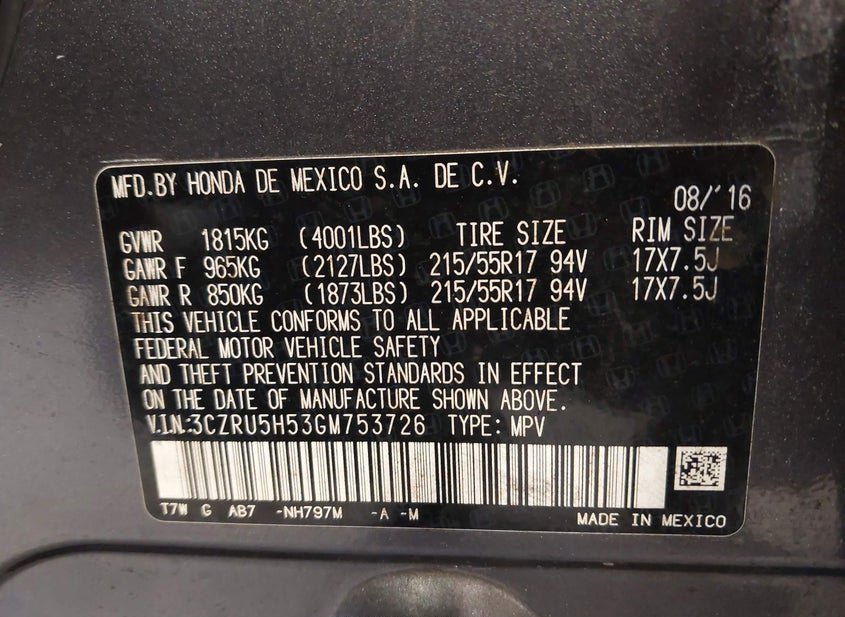 MFD.BY HONDA DE MEXICO S.A. DE C.V.
08/'16
GVWR 1815KG (4001LBS) TIRE SIZE RIM SIZE
GAWR F 965KG (2127LBS) 215/55R17 94V 17X7.5J
GAWR R 850KG (1873LBS) 215/55R17 94V 17X7.5J
THIS VEHICLE CONFORMS TO ALL APPLICABLE
FEDERAL MOTOR VEHICLE SAFETY
AND THEFT PREVENTION STANDARDS IN EFFECT
ON THE DATE OF MANUFACTURE SHOWN ABOVE.
V.I.N:3CZRU5H53GM753726 TYPE: MPV
T7W G AB7 -NH797M -A -M
MADE IN MEXICO